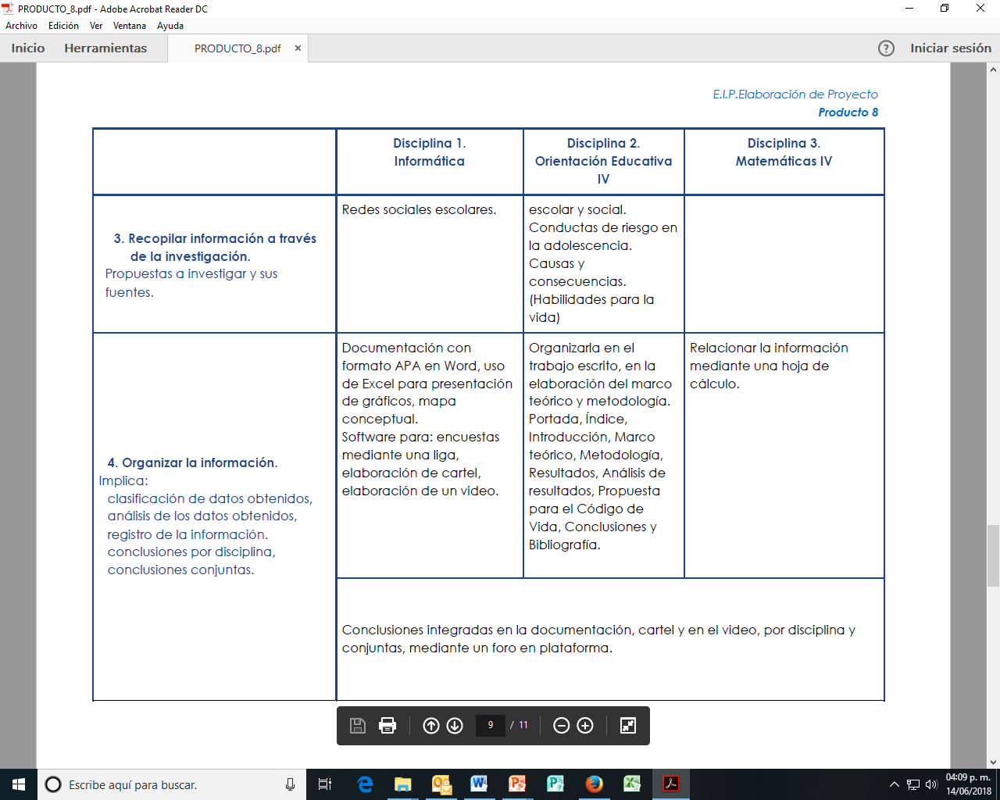 PRODUCTO_8.pdf - Adobe Acrobat Reader DC
Archivo Edición Ver Ventana Ayuda
Inicio Herramientas PRODUCTO_8.pdf × ? Iniciar sesión
E.I.P.Elaboración de Proyecto
Producto 8
Disciplina 1.
Informática
Disciplina 2.
Orientación Educativa
IV
Disciplina 3.
Matemáticas IV
3. Recopilar información a través
de la investigación.
Propuestas a investigar y sus
fuentes.
Redes sociales escolares.
escolar y social.
Conductas de riesgo en
la adolescencia.
Causas y
consecuencias.
(Habilidades para la
vida)
4. Organizar la información.
Implica:
clasificación de datos obtenidos,
análisis de los datos obtenidos,
registro de la información.
conclusiones por disciplina,
conclusiones conjuntas.
Documentación con
formato APA en Word, uso
de Excel para presentación
de gráficos, mapa
conceptual.
Software para: encuestas
mediante una liga,
elaboración de cartel,
elaboración de un video.
Organizarla en el
trabajo escrito, en la
elaboración del marco
teórico y metodología.
Portada, Índice,
Introducción, Marco
teórico, Metodología,
Resultados, Análisis de
resultados, Propuesta
para el Código de
Vida, Conclusiones y
Bibliografía.
Relacionar la información
mediante una hoja de
cálculo.
Conclusiones integradas en la documentación, cartel y en el video, por disciplina y
conjuntas, mediante un foro en plataforma.
9 / 11
Escribe aquí para buscar.
04:09 p. m.
14/06/2018